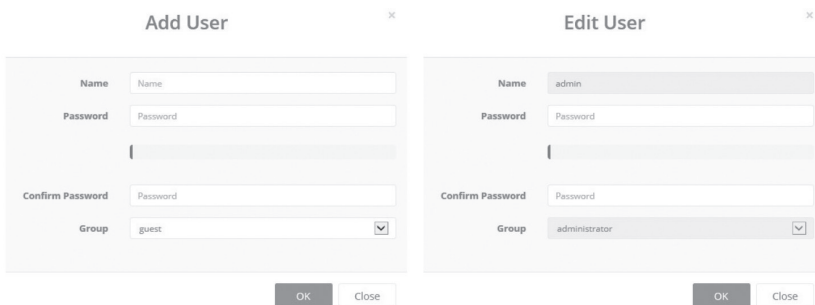 Add User
×
Name
Name
Password
Password
Confirm Password
Password
Group
guest
OK
Close
Edit User
×
Name
admin
Password
Password
Confirm Password
Password
Group
administrator
OK
Close